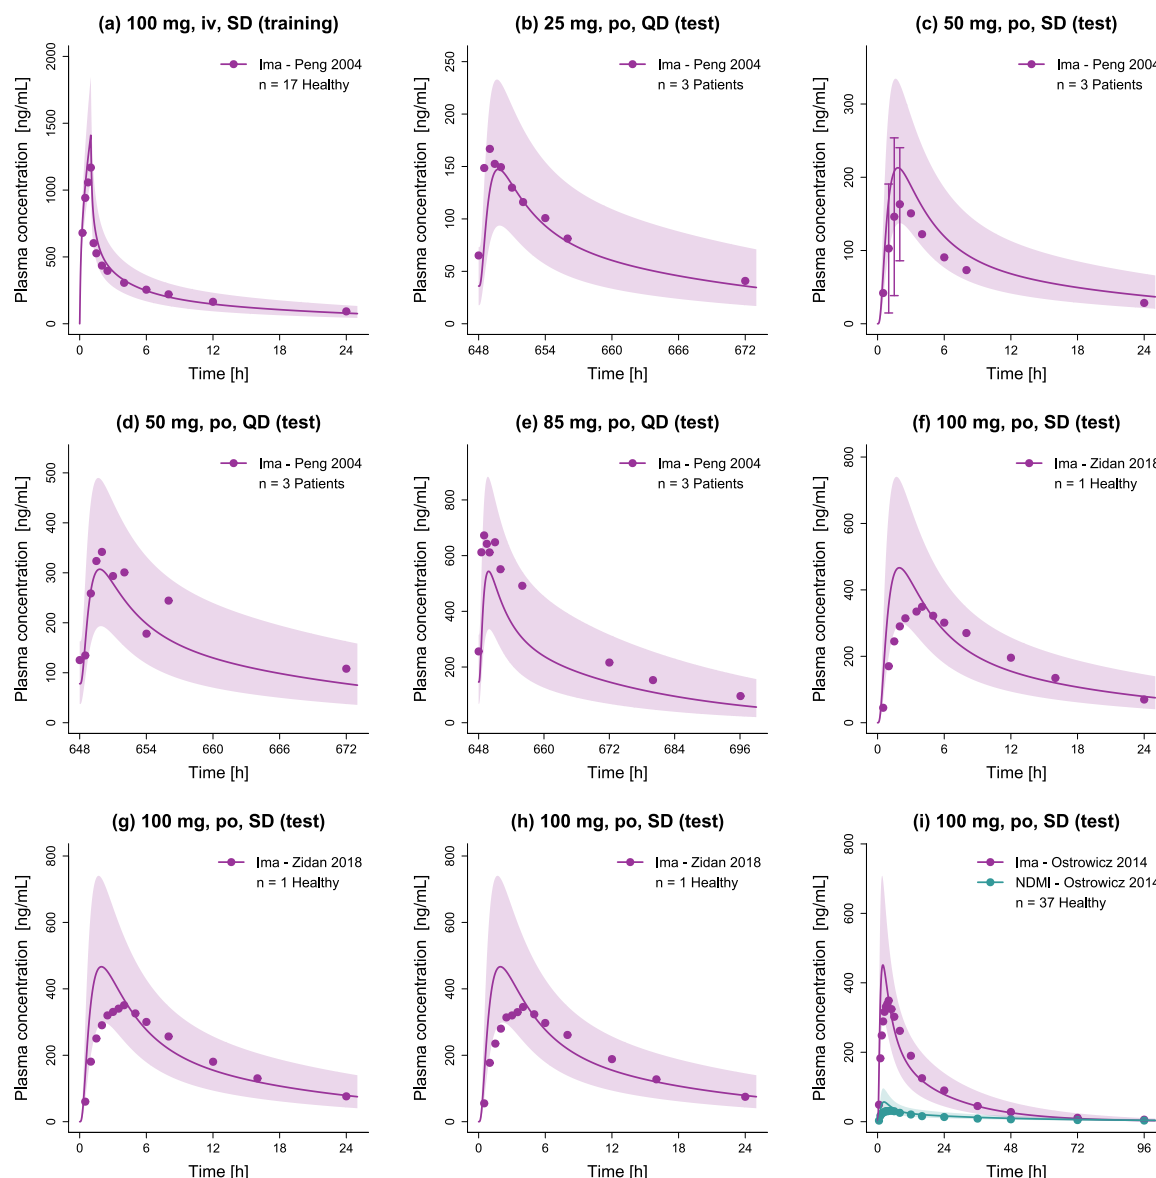 (a) 100 mg, iv, SD (training)
Ima - Peng 2004
n = 17 Healthy
Plasma concentration [ng/mL]
0
500
1000
1500
2000
0 6 12 18 24
Time [h]
(b) 25 mg, po, QD (test)
Ima - Peng 2004
n = 3 Patients
Plasma concentration [ng/mL]
0
50
100
150
200
250
648 654 660 666 672
Time [h]
(c) 50 mg, po, SD (test)
Ima - Peng 2004
n = 3 Patients
Plasma concentration [ng/mL]
0
100
200
300
0 6 12 18 24
Time [h]
(d) 50 mg, po, QD (test)
Ima - Peng 2004
n = 3 Patients
Plasma concentration [ng/mL]
0
100
200
300
400
500
648 654 660 666 672
Time [h]
(e) 85 mg, po, QD (test)
Ima - Peng 2004
n = 3 Patients
Plasma concentration [ng/mL]
0
200
400
600
800
648 660 672 684 696
Time [h]
(f) 100 mg, po, SD (test)
Ima - Zidan 2018
n = 1 Healthy
Plasma concentration [ng/mL]
0
200
400
600
800
0 6 12 18 24
Time [h]
(g) 100 mg, po, SD (test)
Ima - Zidan 2018
n = 1 Healthy
Plasma concentration [ng/mL]
0
200
400
600
800
0 6 12 18 24
Time [h]
(h) 100 mg, po, SD (test)
Ima - Zidan 2018
n = 1 Healthy
Plasma concentration [ng/mL]
0
200
400
600
800
0 6 12 18 24
Time [h]
(i) 100 mg, po, SD (test)
Ima - Ostrowicz 2014
NDMI - Ostrowicz 2014
n = 37 Healthy
Plasma concentration [ng/mL]
0
200
400
600
800
0 24 48 72 96
Time [h]